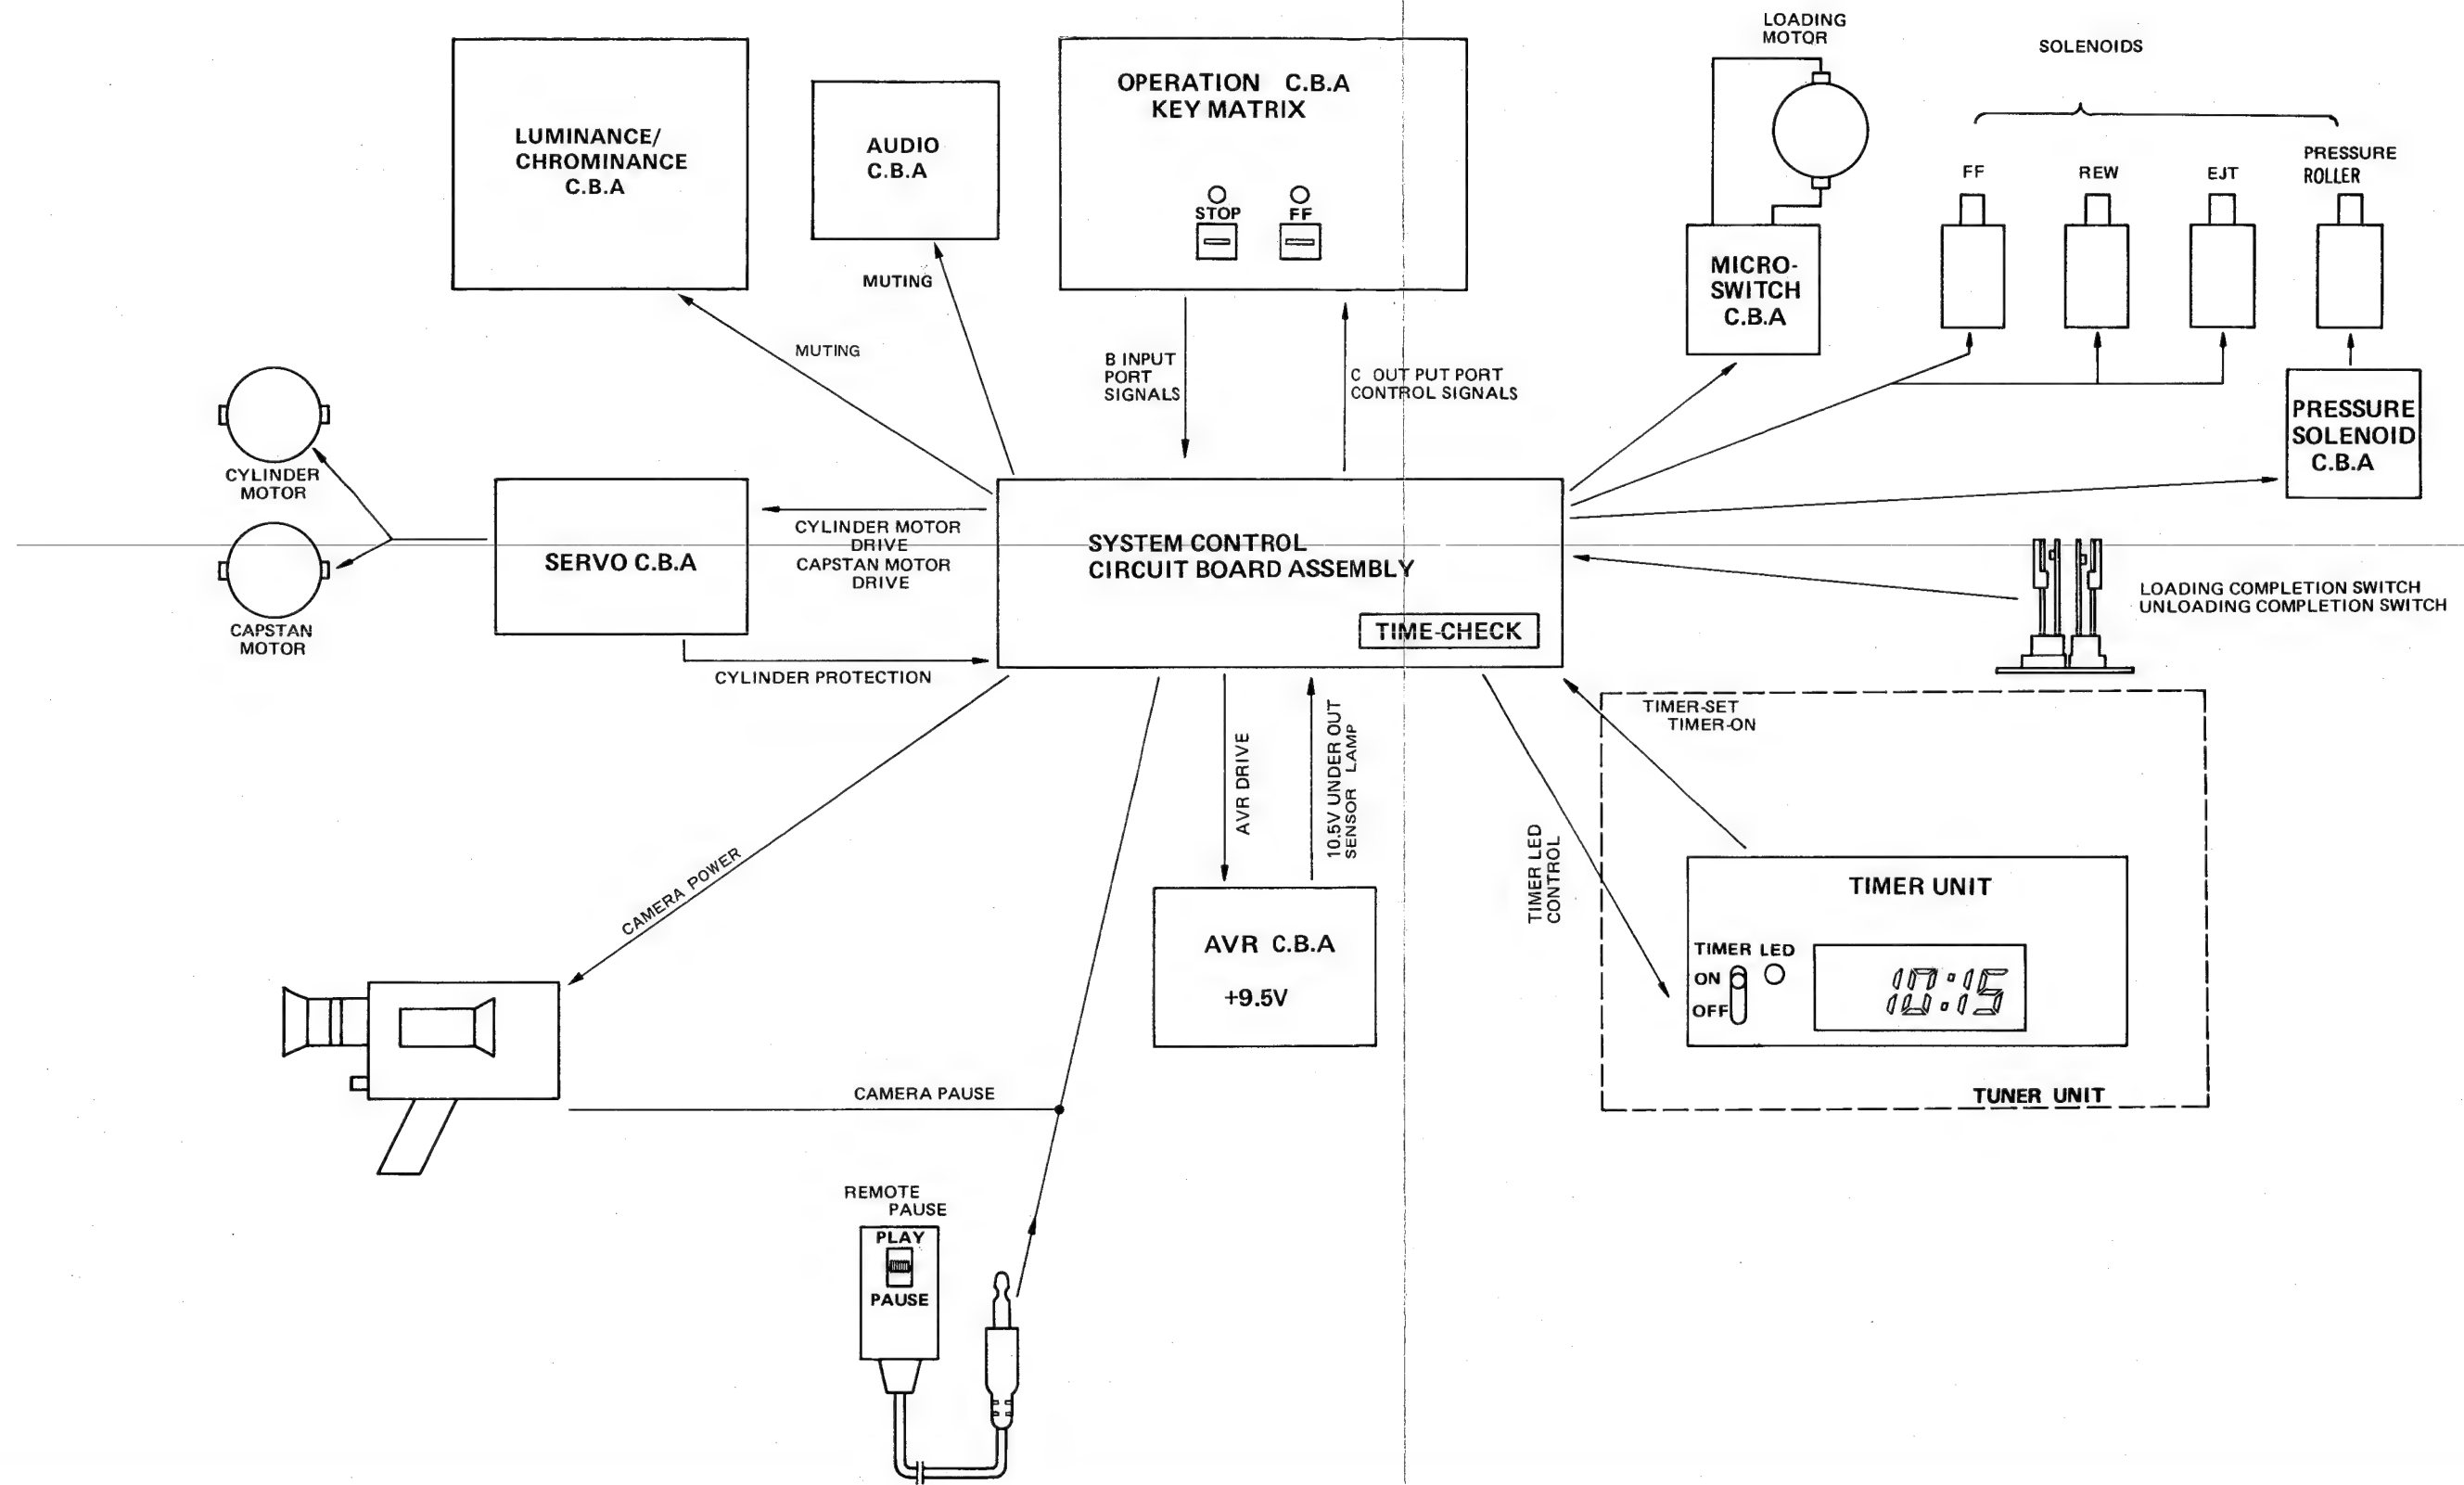 LOADING
MOTOR
SOLENOIDS
LUMINANCE/
CHROMINANCE
C.B.A
AUDIO
C.B.A
OPERATION C.B.A
KEY MATRIX
STOP
FF
FF
REW
EJT
PRESSURE
ROLLER
MICRO-
SWITCH
C.B.A
MUTING
MUTING
B INPUT
PORT
SIGNALS
C OUT PUT PORT
CONTROL SIGNALS
PRESSURE
SOLENOID
C.B.A
CYLINDER
MOTOR
CAPSTAN
MOTOR
SERVO C.B.A
CYLINDER MOTOR
DRIVE
CAPSTAN MOTOR
DRIVE
SYSTEM CONTROL
CIRCUIT BOARD ASSEMBLY
TIME-CHECK
LOADING COMPLETION SWITCH
UNLOADING COMPLETION SWITCH
CYLINDER PROTECTION
TIMER-SET
TIMER-ON
AVR DRIVE
10.5V UNDER OUT
SENSOR LAMP
TIMER LED
CONTROL
CAMERA POWER
AVR C.B.A
+9.5V
TIMER UNIT
TIMER LED
ON
OFF
10:15
TUNER UNIT
CAMERA PAUSE
REMOTE
PAUSE
PLAY
PAUSE